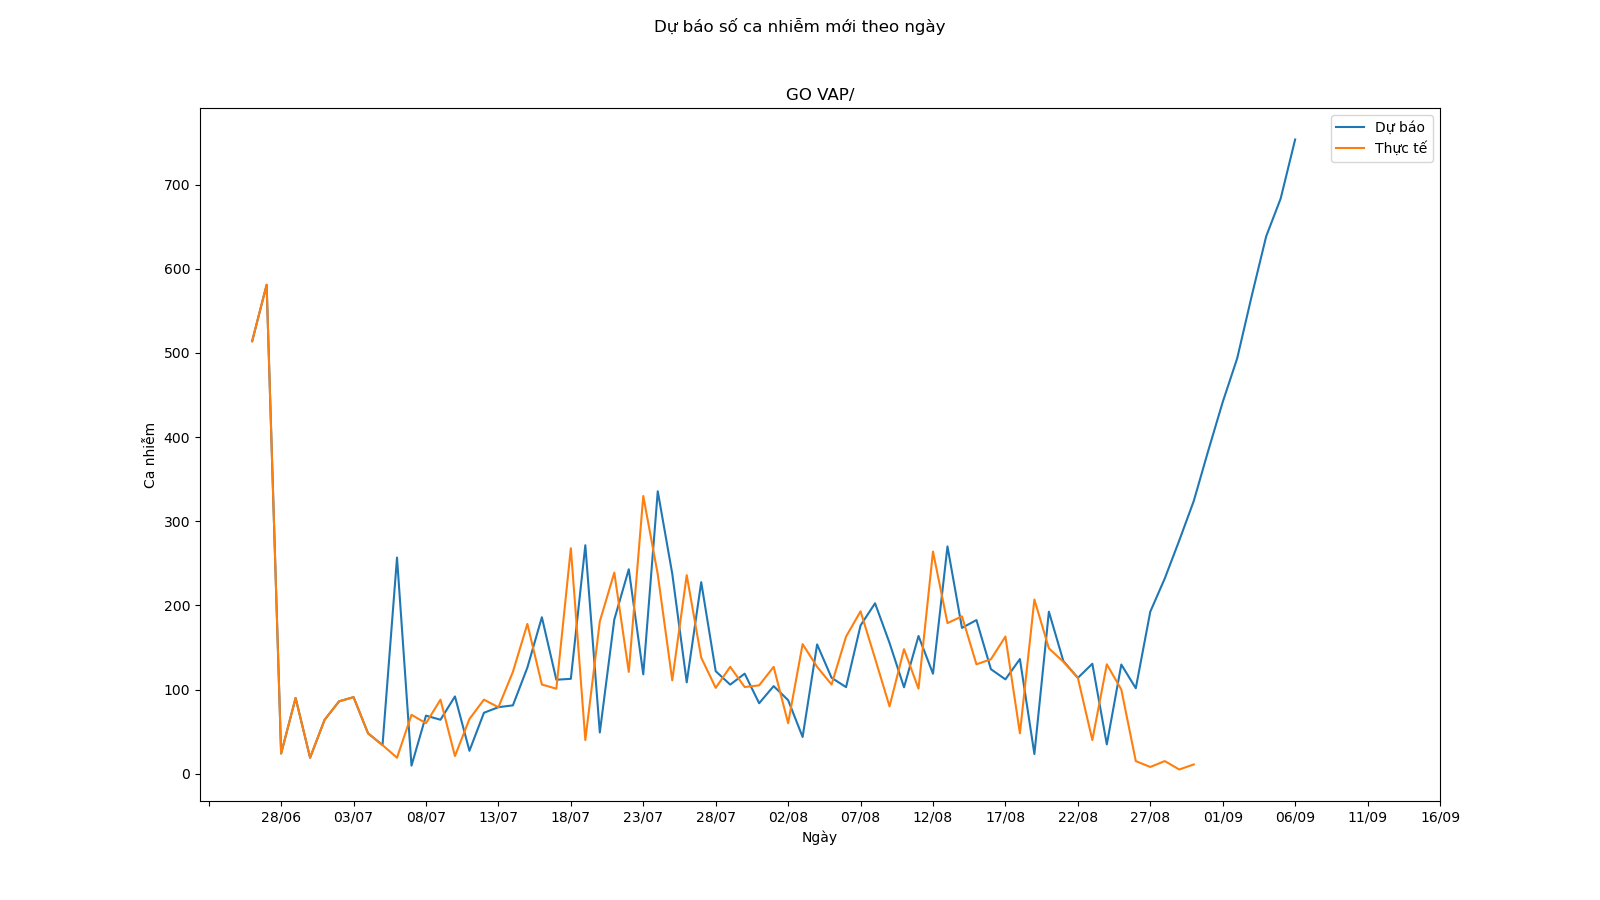 Dự báo số ca nhiễm mới theo ngày
GO VAP/
Dự báo
Thực tế
700
600
500
400
300
200
100
0
Ca nhiễm
28/06 03/07 08/07 13/07 18/07 23/07 28/07 02/08 07/08 12/08 17/08 22/08 27/08 01/09 06/09 11/09 16/09
Ngày